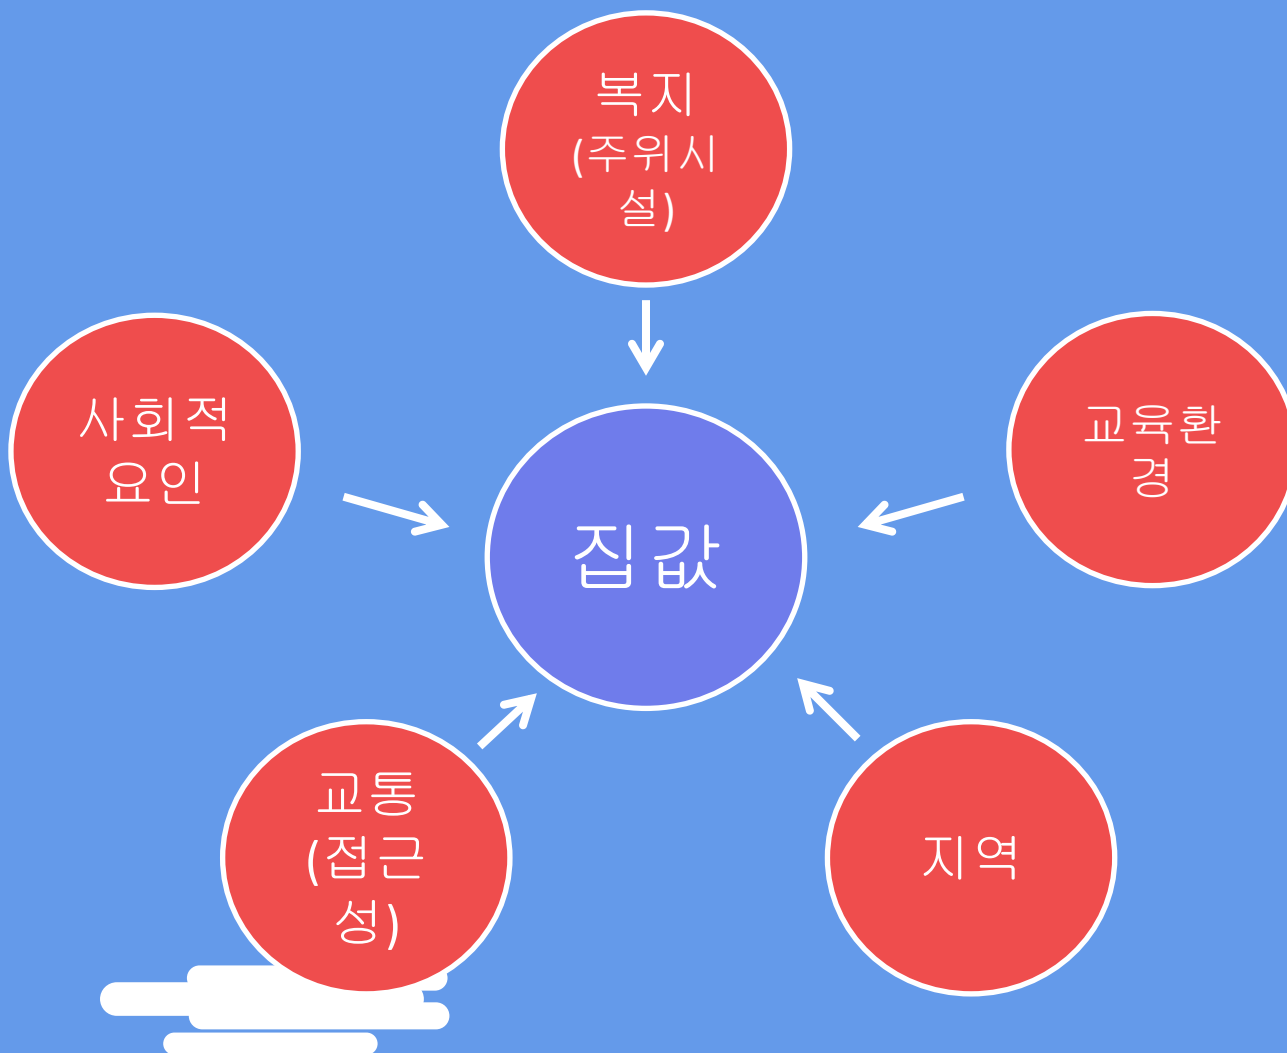 복지
(주위시
설)
사회적
요인
교육환
경
집값
교통
(접근
성)
지역